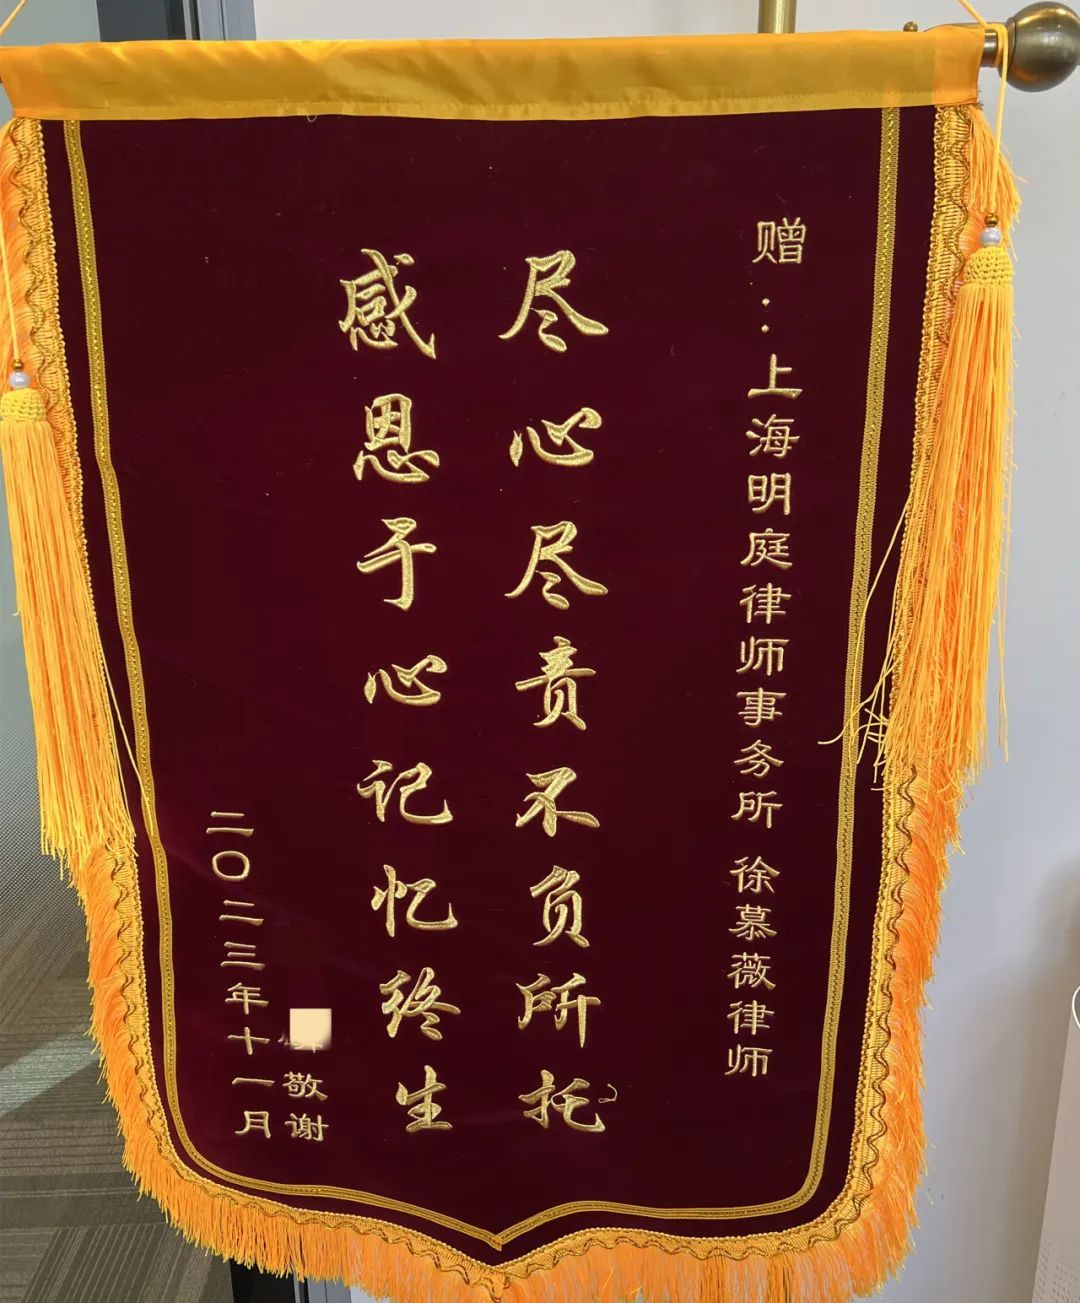 赠：上海明庭律师事务所 徐慕薇律师
尽心尽责不负所托
感恩于心记忆终生
敬谢
二〇二三年十一月